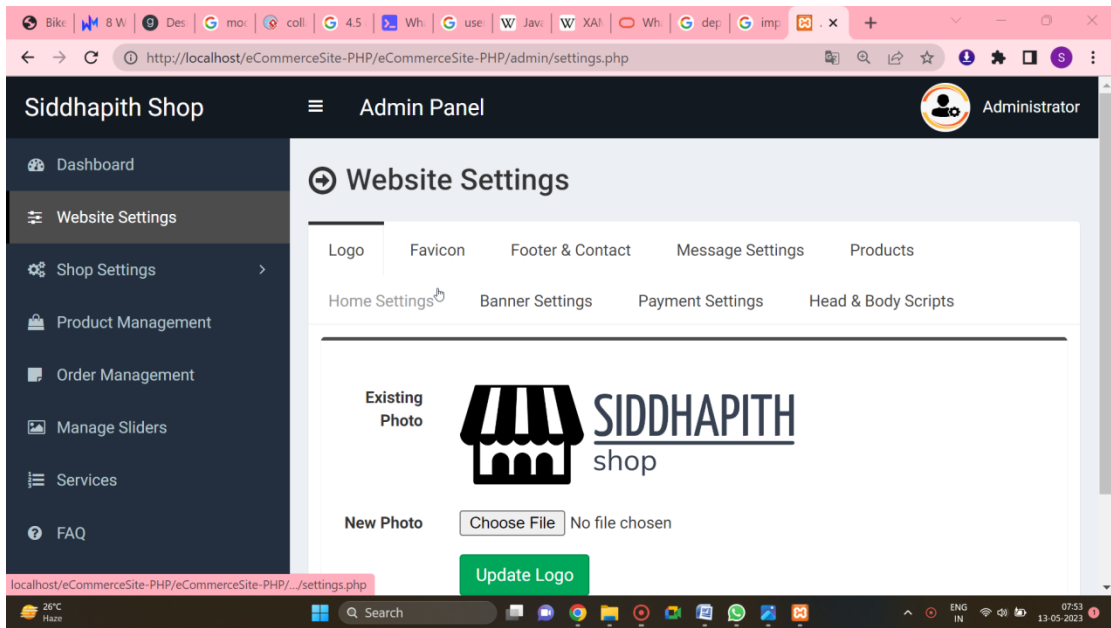 Bike 8 W Des mod coll 4.5 Wh use Java XAM Wh dep imp .
http://localhost/eCommerceSite-PHP/eCommerceSite-PHP/admin/settings.php S
Siddhapith Shop Admin Panel Administrator
Dashboard
Website Settings
Shop Settings
Product Management
Order Management
Manage Sliders
Services
FAQ
Website Settings
Logo Favicon Footer & Contact Message Settings Products
Home Settings Banner Settings Payment Settings Head & Body Scripts
Existing
Photo
SIDDHAPITH
shop
New Photo Choose File No file chosen
Update Logo
localhost/eCommerceSite-PHP/eCommerceSite-PHP/.../settings.php
26°C
Haze
Search
ENG
IN
07:53
13-05-2023
1